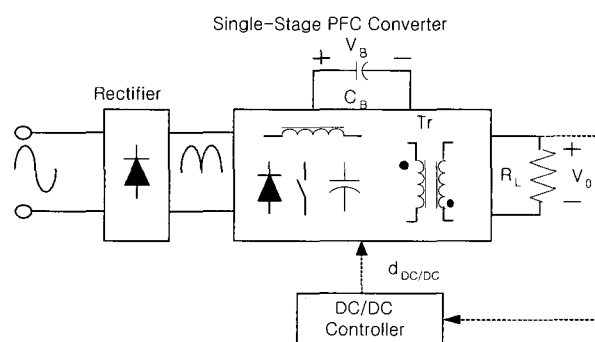 Single-Stage PFC Converter
+ V_B −
C_B
Rectifier
Tr
R_L
+
V_0
−
d_DC/DC
DC/DC
Controller